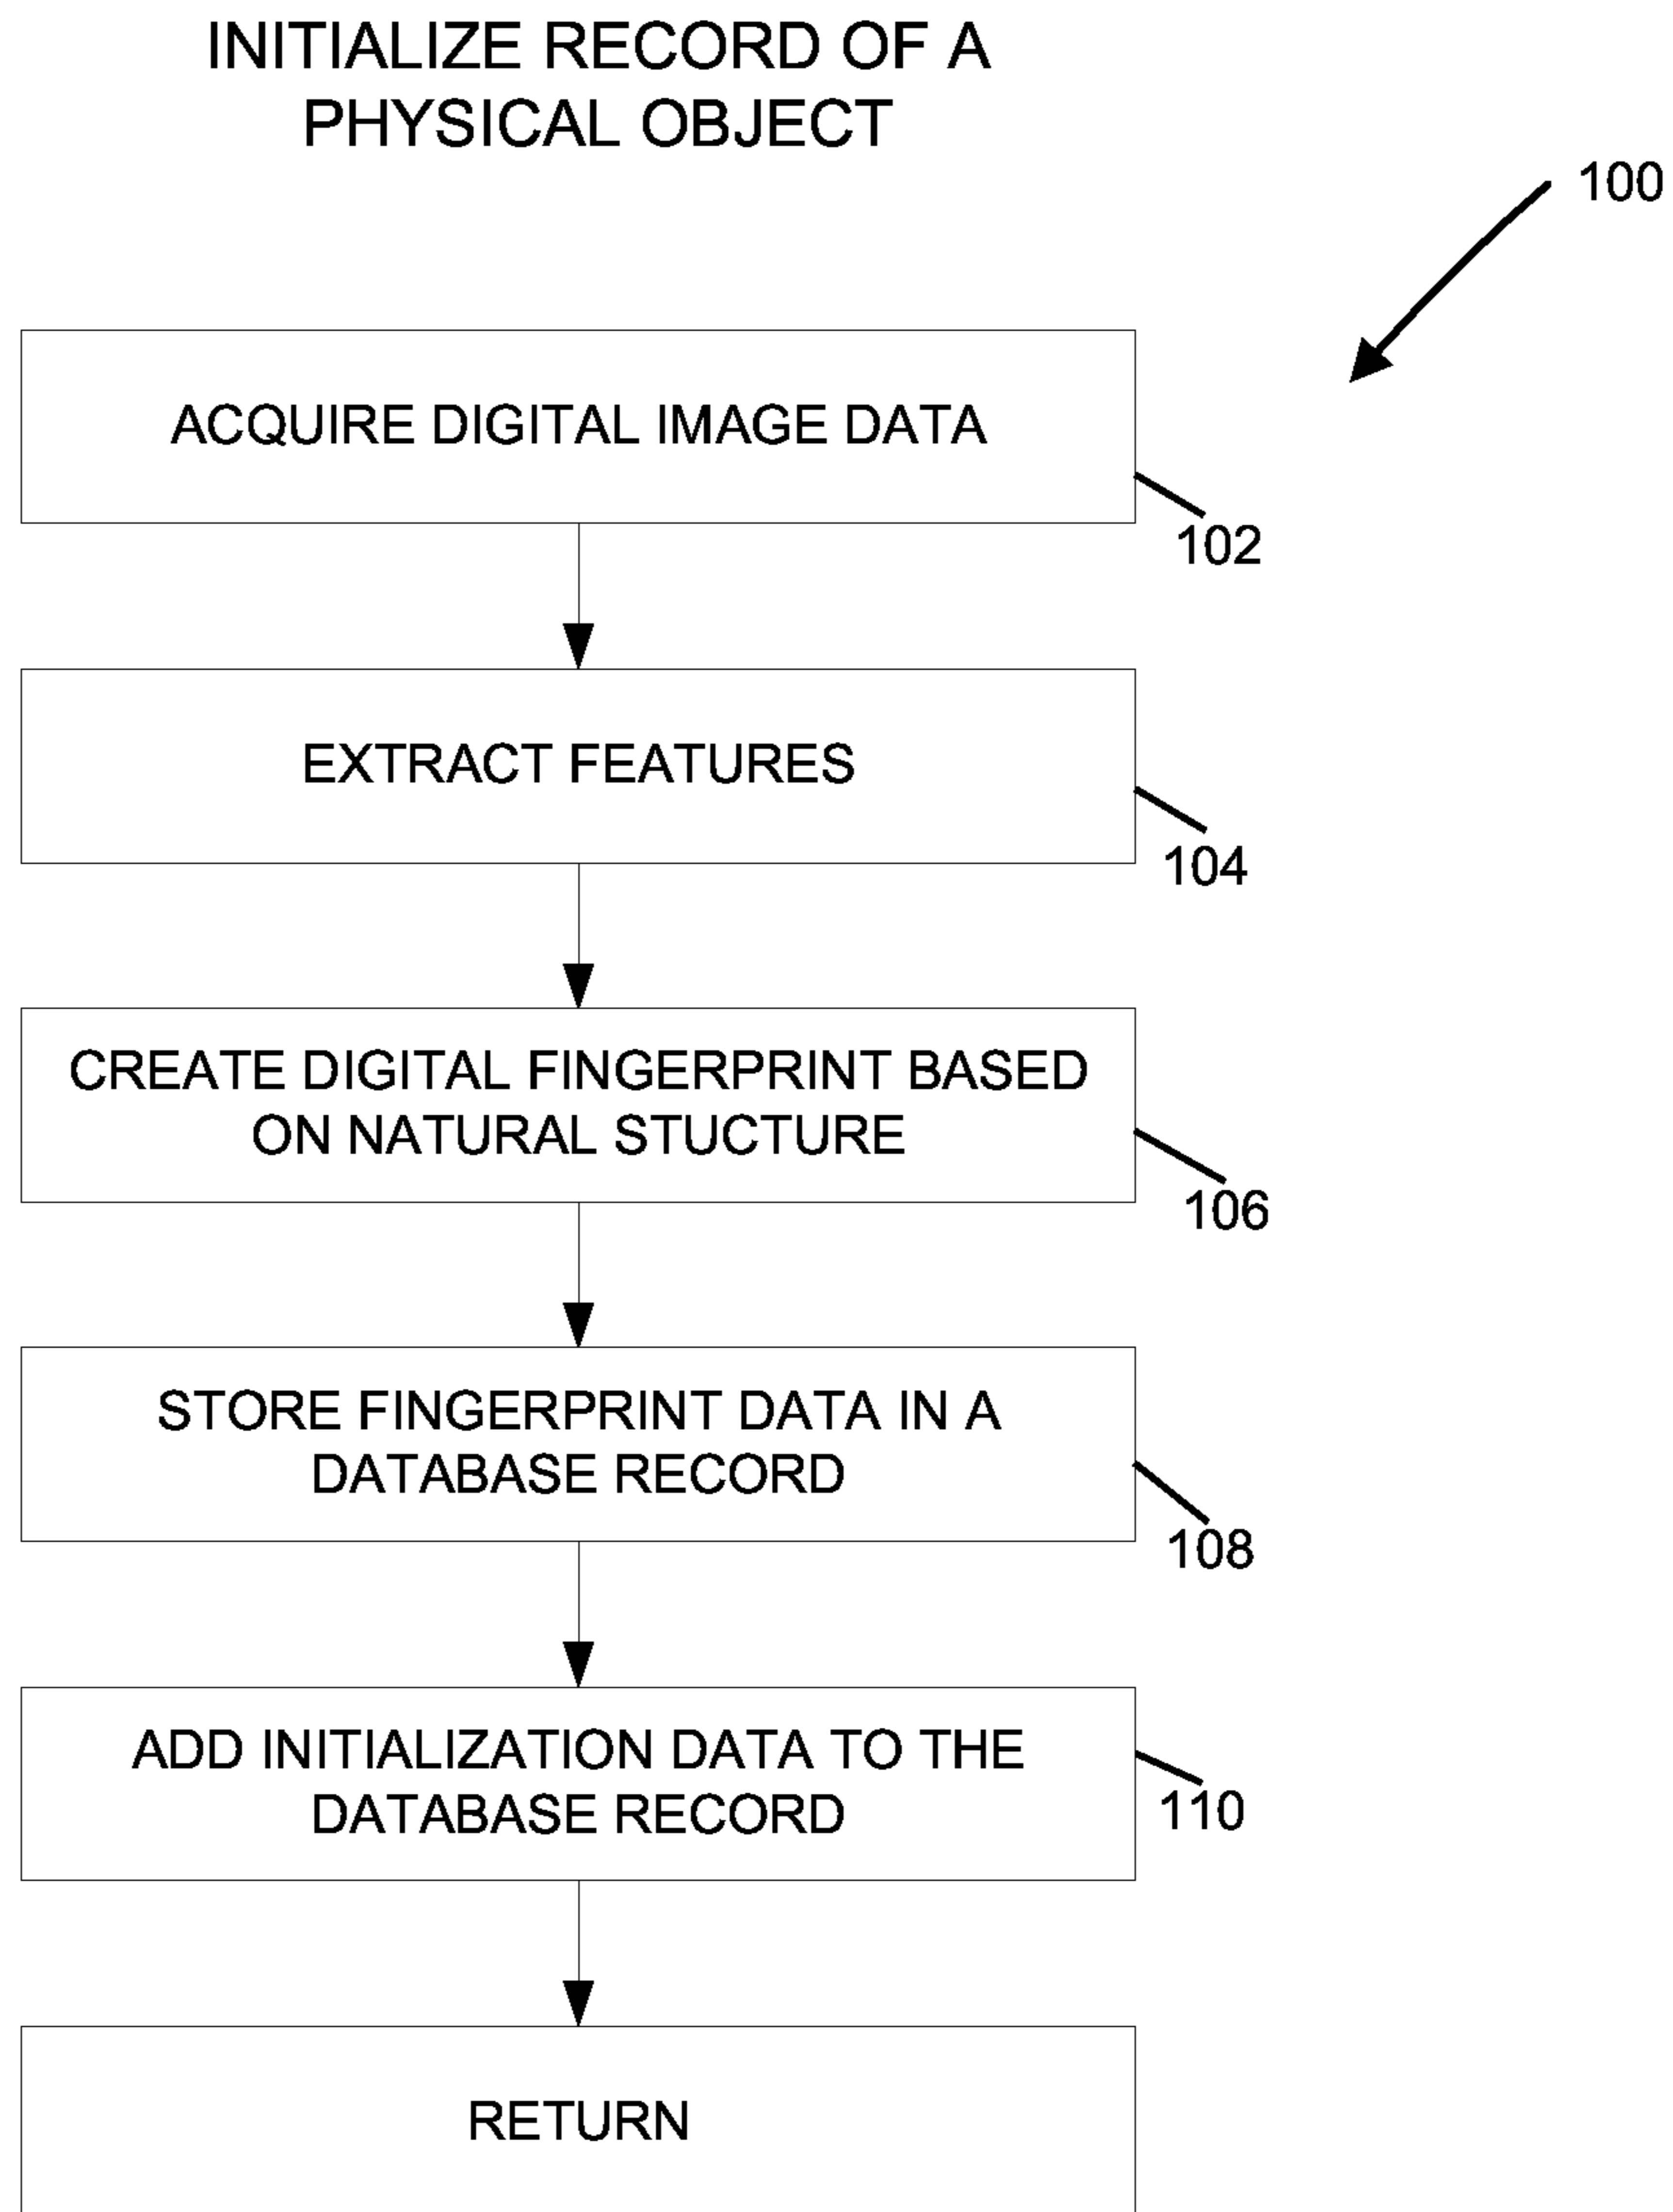 INITIALIZE RECORD OF A
PHYSICAL OBJECT
100
ACQUIRE DIGITAL IMAGE DATA
102
EXTRACT FEATURES
104
CREATE DIGITAL FINGERPRINT BASED
ON NATURAL STUCTURE
106
STORE FINGERPRINT DATA IN A
DATABASE RECORD
108
ADD INITIALIZATION DATA TO THE
DATABASE RECORD
110
RETURN